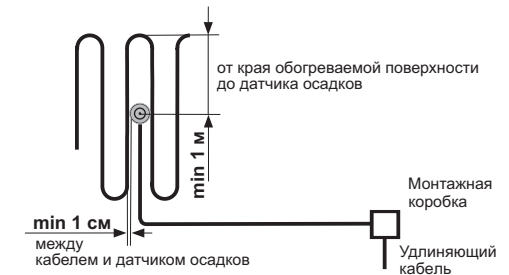 от края обогреваемой поверхности
до датчика осадков
min 1 м
Монтажная
коробка
min 1 см
между
кабелем и датчиком осадков
Удлиняющий
кабель